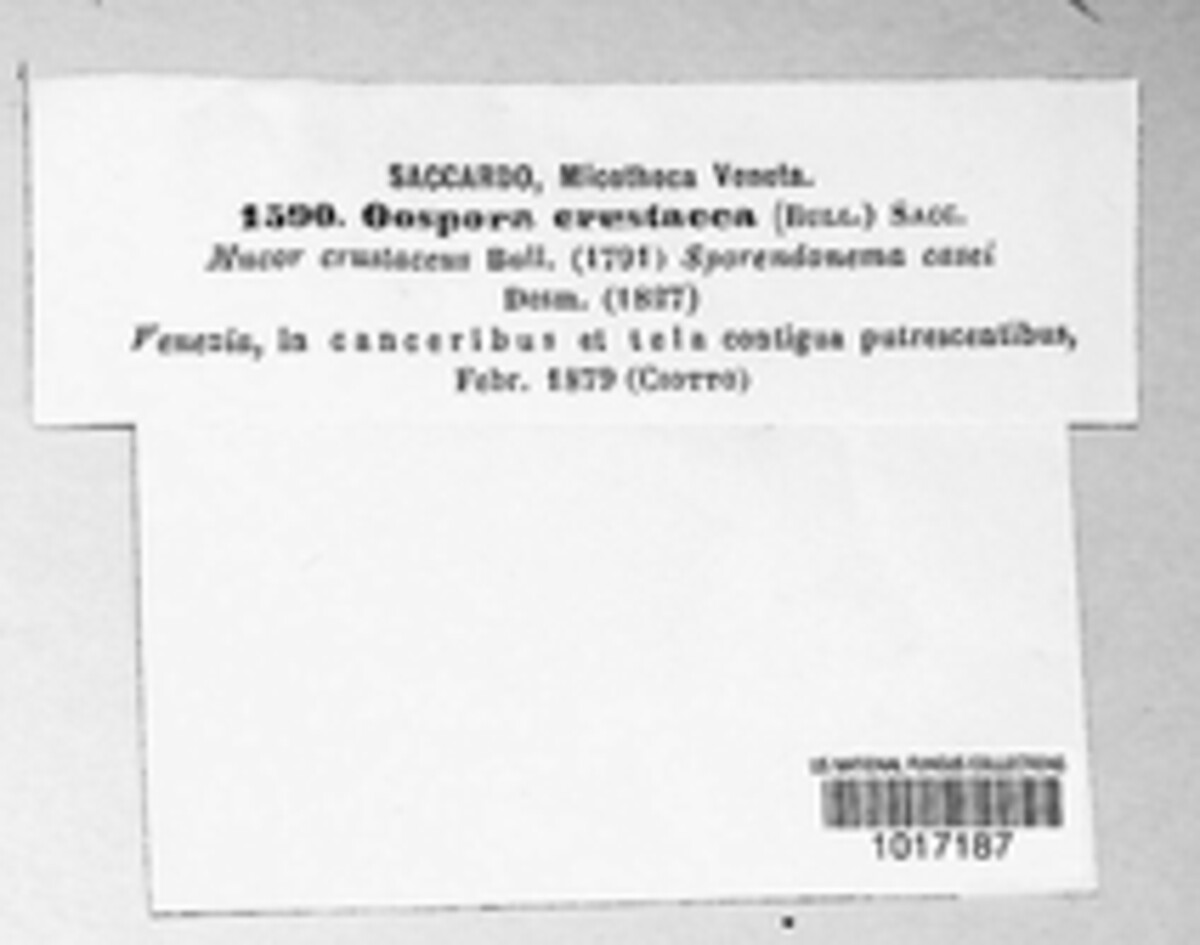 SACCARDO, Micotheca Veneta.
1590. Oospora crustacea (BULL.) SACC.
Mucor crustaceus Bull. (1791) Sporendonema casei
Desm. (1827)
Venezia, in canceribus et tela contigua putrescentibus,
Febr. 1879 (CIOTTO)
US NATIONAL FUNGUS COLLECTIONS
1017187